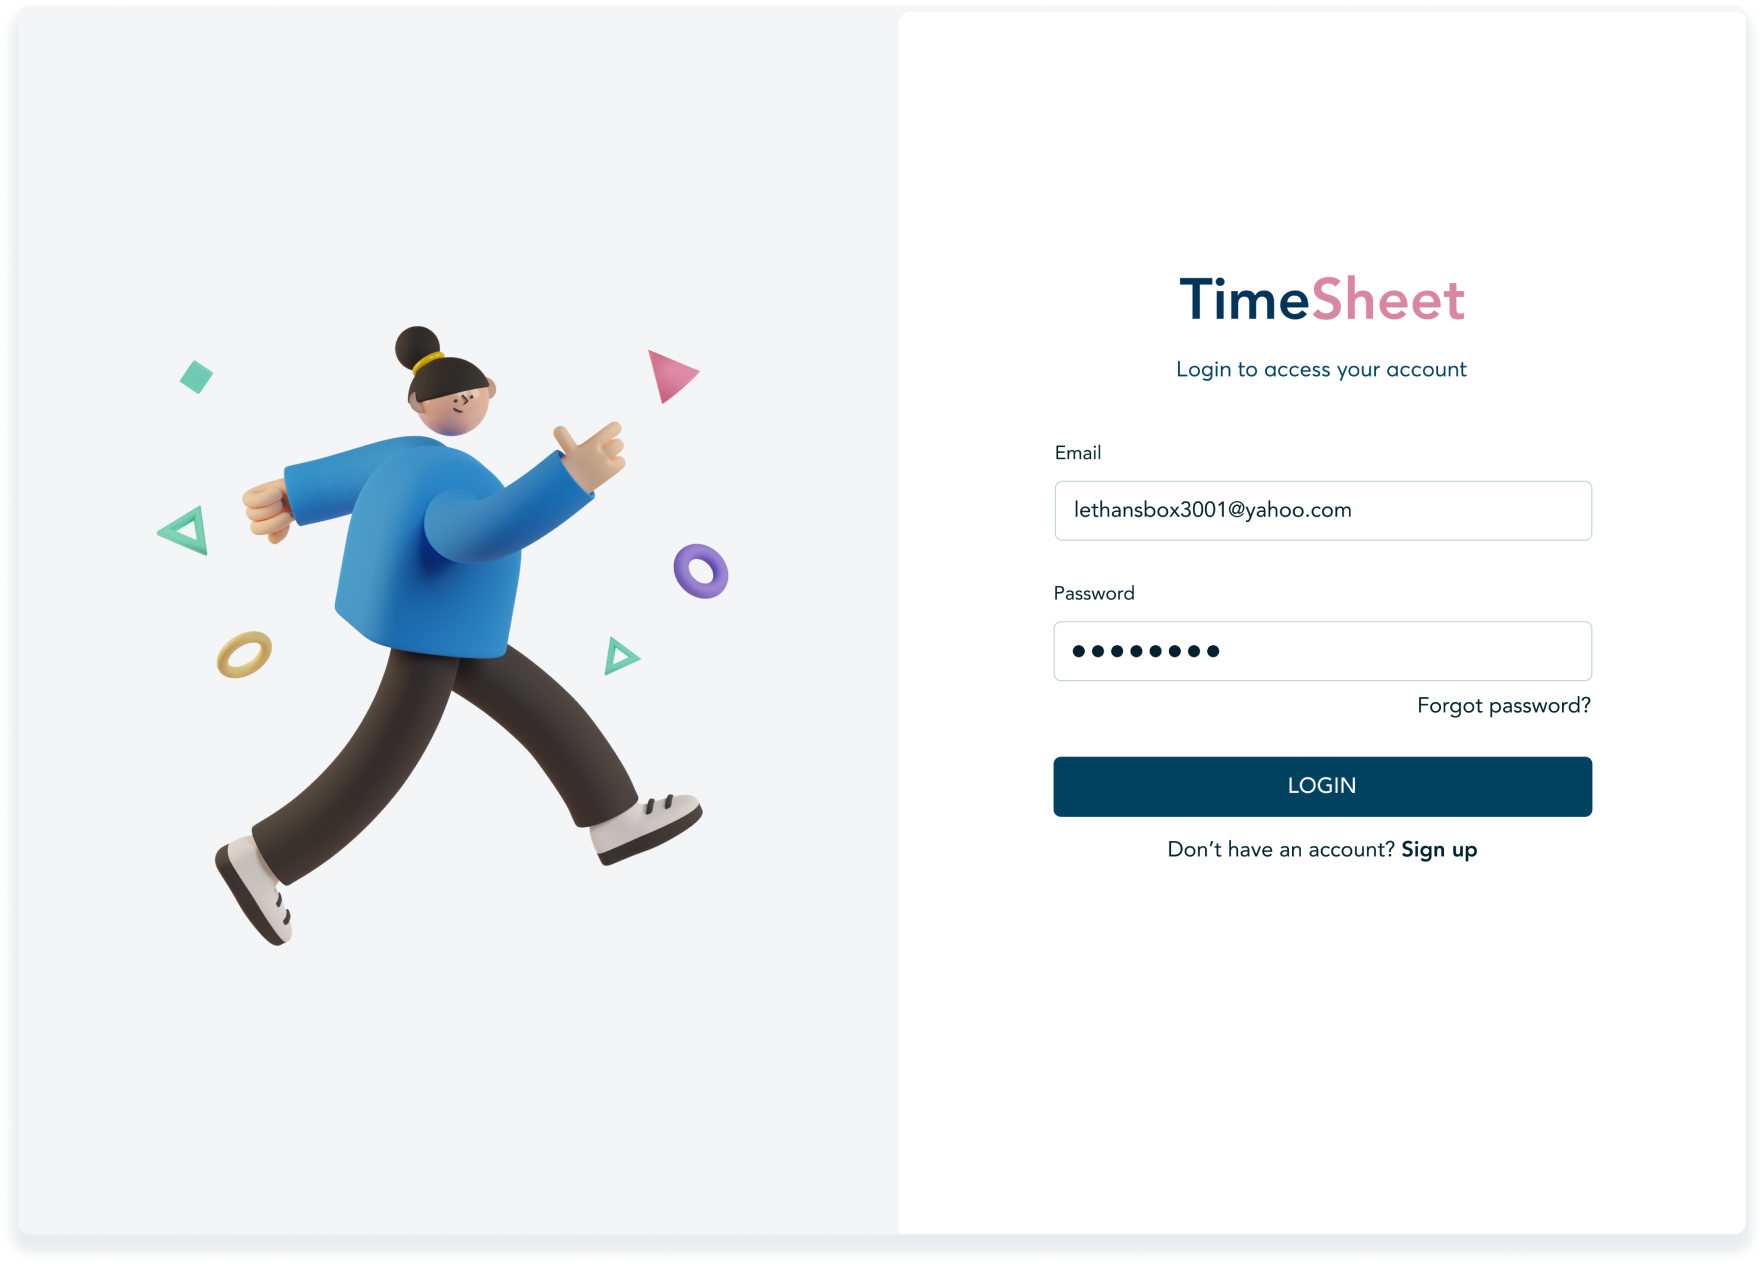 TimeSheet
Login to access your account
Email
lethansbox3001@yahoo.com
Password
Forgot password?
LOGIN
Don’t have an account? Sign up